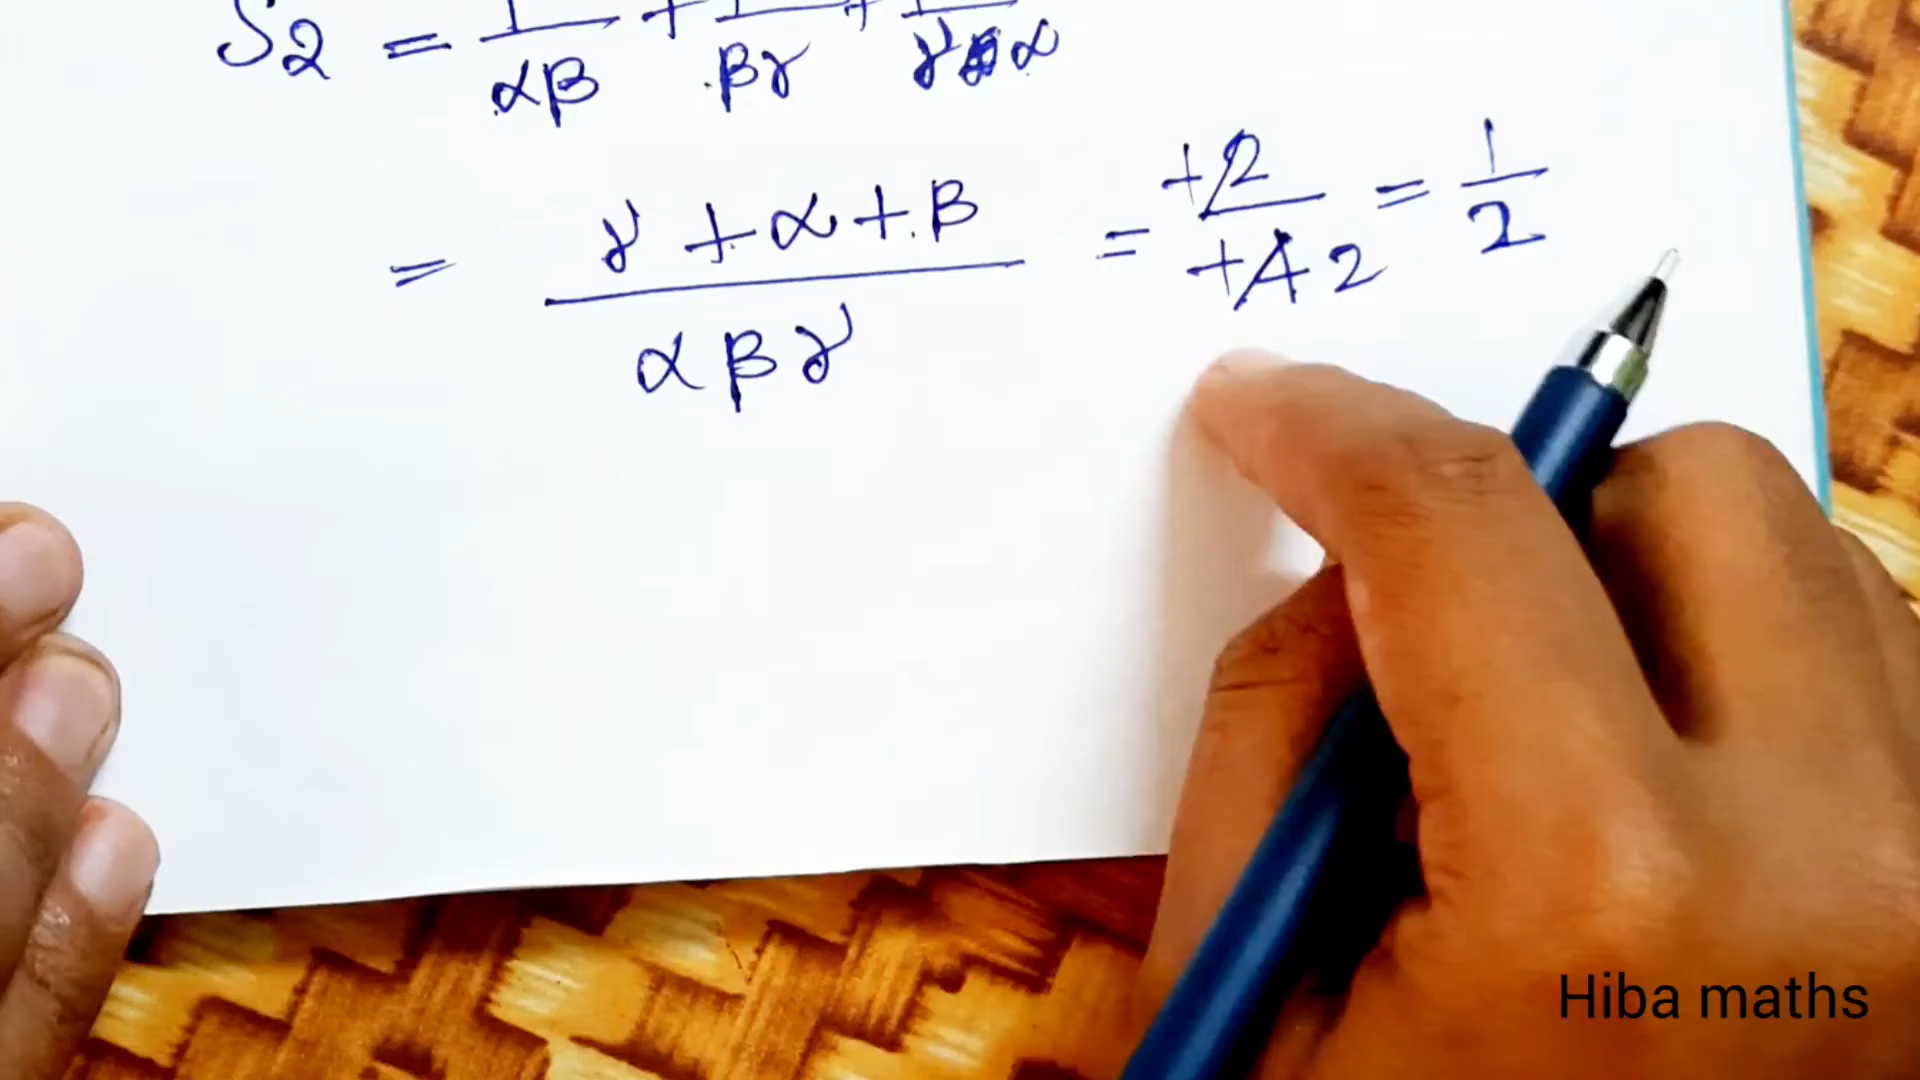 S2 = 1/αβ + 1/βγ + 1/γα
= γ + α + β / αβγ = +2 / +4 2 = 1/2
Hiba maths